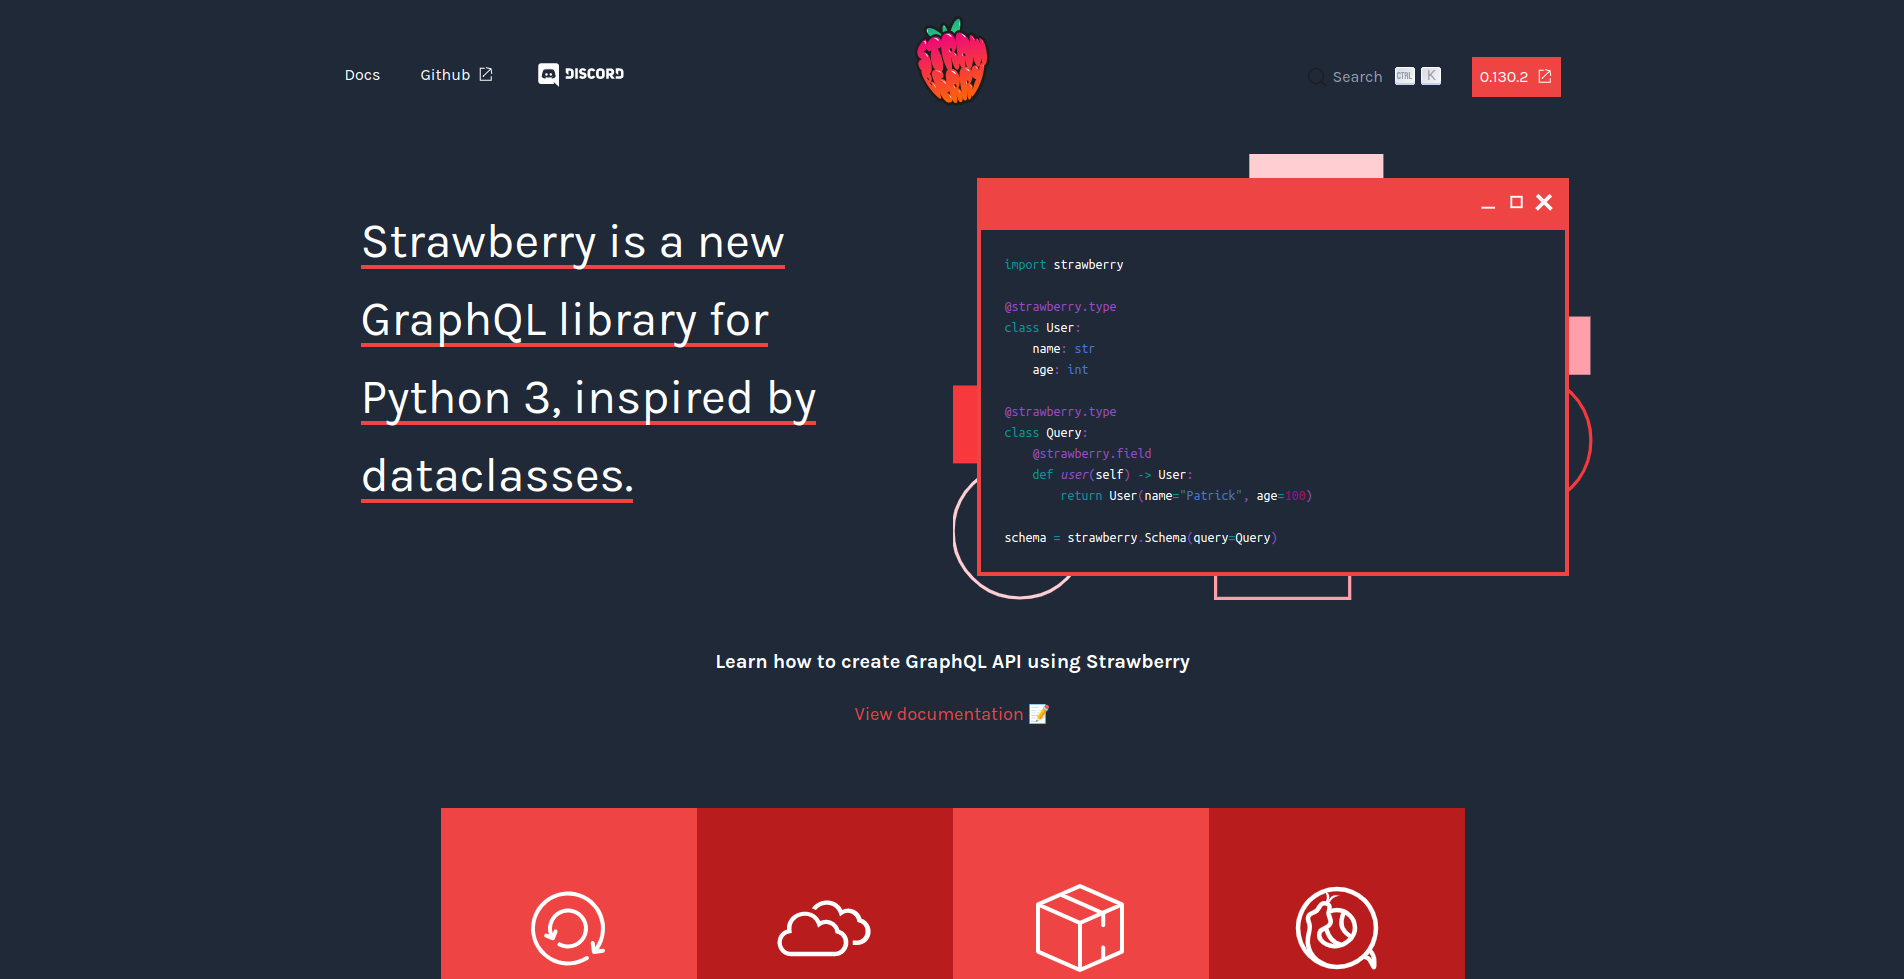 Docs
Github
DISCORD
STRAW
BERRY
Search CTRL K
0.130.2
Strawberry is a new
GraphQL library for
Python 3, inspired by
dataclasses.
import strawberry
@strawberry.type
class User:
    name: str
    age: int
@strawberry.type
class Query:
    @strawberry.field
    def user(self) -> User:
        return User(name="Patrick", age=100)
schema = strawberry.Schema(query=Query)
Learn how to create GraphQL API using Strawberry
View documentation 📝